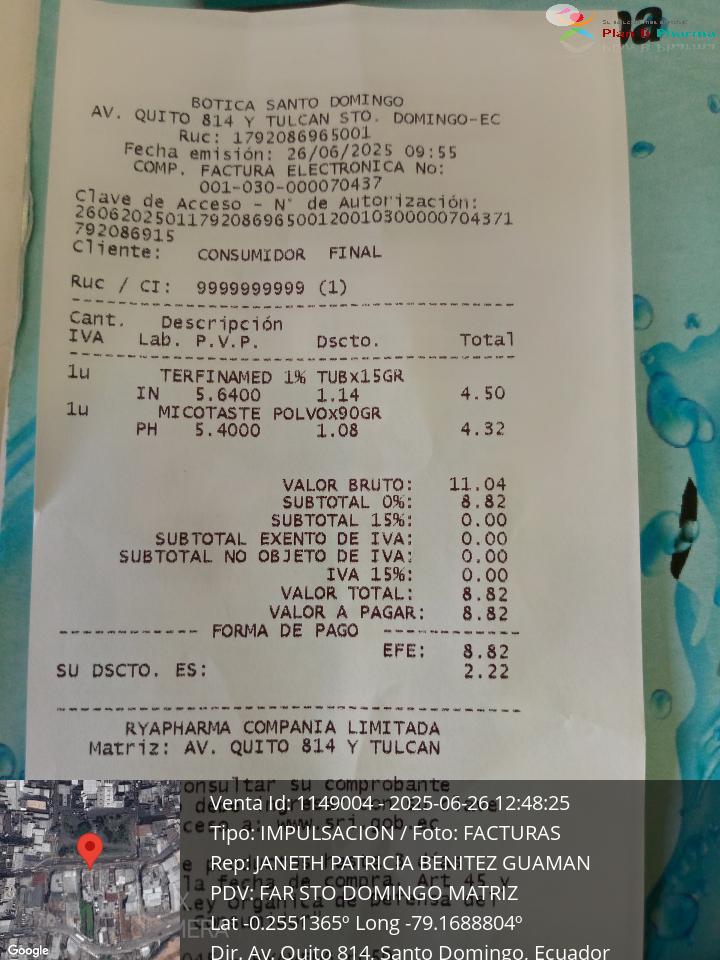 Plan D Pharma
BOTICA SANTO DOMINGO
AV. QUITO 814 Y TULCAN STO. DOMINGO-EC
Ruc: 1792086965001
Fecha emisión: 26/06/2025 09:55
COMP. FACTURA ELECTRONICA No:
001-030-000070437
Clave de Acceso - N° de Autorización:
2606202501179208696500120010300000704371
792086915
Cliente: CONSUMIDOR FINAL
Ruc / CI: 9999999999 (1)
Cant. Descripción
IVA Lab. P.V.P. Dscto. Total
1u TERFINAMED 1% TUBx15GR
IN 5.6400 1.14 4.50
1u MICOTASTE POLVOx90GR
PH 5.4000 1.08 4.32
VALOR BRUTO: 11.04
SUBTOTAL 0%: 8.82
SUBTOTAL 15%: 0.00
SUBTOTAL EXENTO DE IVA: 0.00
SUBTOTAL NO OBJETO DE IVA: 0.00
IVA 15%: 0.00
VALOR TOTAL: 8.82
VALOR A PAGAR: 8.82
---------- FORMA DE PAGO ----------
EFE: 8.82
SU DSCTO. ES: 2.22
RYAPHARMA COMPANIA LIMITADA
Matriz: AV. QUITO 814 Y TULCAN
onsultar su comprobante
Venta Id: 1149004 - 2025-06-26 12:48:25
Tipo: IMPULSACION / Foto: FACTURAS
Rep: JANETH PATRICIA BENITEZ GUAMAN
PDV: FAR STO DOMINGO MATRIZ
Lat -0.2551365° Long -79.1688804°
Dir. Av. Quito 814, Santo Domingo, Ecuador
Google